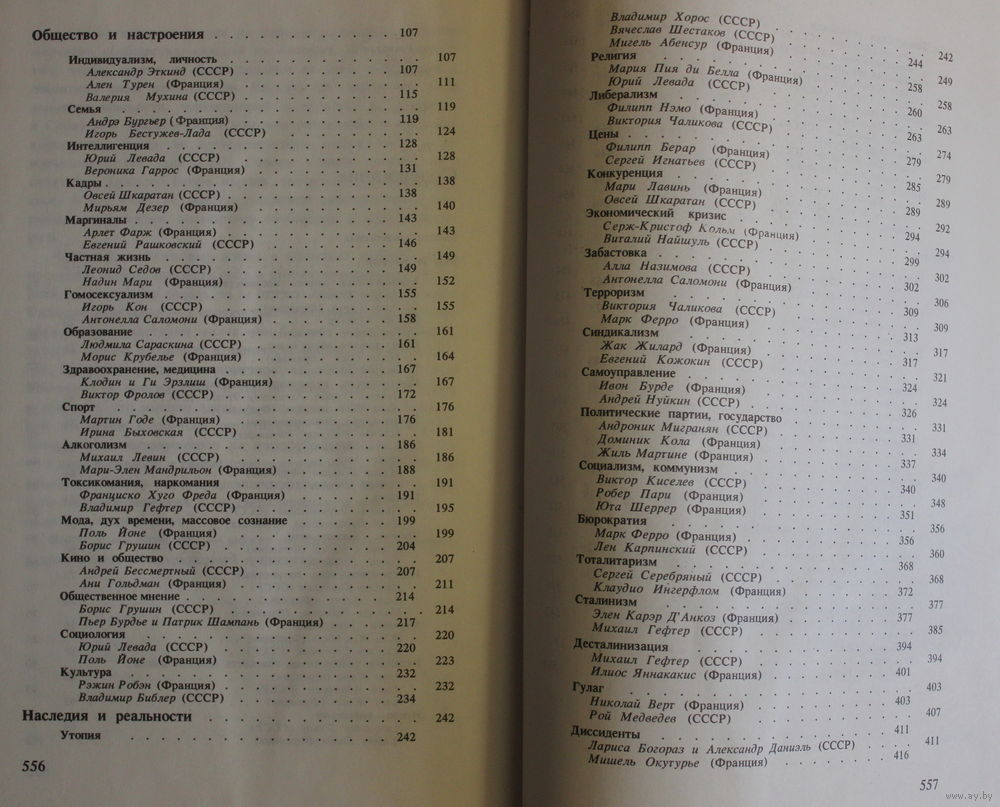 Общество и настроения . . . . . . . . . . . 107
Индивидуализм, личность . . . . . . . . . . 107
Александр Эткинд (СССР) . . . . . . . . . . 107
Ален Турен (Франция) . . . . . . . . . . 111
Валерия Мухина (СССР) . . . . . . . . . . 115
Семья . . . . . . . . . . 119
Андрэ Бургьер (Франция) . . . . . . . . . . 119
Игорь Бестужев-Лада (СССР) . . . . . . . . . . 124
Интеллигенция . . . . . . . . . . 128
Юрий Левада (СССР) . . . . . . . . . . 128
Вероника Гаррос (Франция) . . . . . . . . . . 131
Кадры . . . . . . . . . . 138
Овсей Шкаратан (СССР) . . . . . . . . . . 138
Мирьям Дезер (Франция) . . . . . . . . . . 140
Маргиналы . . . . . . . . . . 143
Арлет Фарж (Франция) . . . . . . . . . . 143
Евгений Рашковский (СССР) . . . . . . . . . . 146
Частная жизнь . . . . . . . . . . 149
Леонид Седов (СССР) . . . . . . . . . . 149
Надин Мари (Франция) . . . . . . . . . . 152
Гомосексуализм . . . . . . . . . . 155
Игорь Кон (СССР) . . . . . . . . . . 155
Антонелла Саломони (Франция) . . . . . . . . . . 158
Образование . . . . . . . . . . 161
Людмила Сараскина (СССР) . . . . . . . . . . 161
Морис Крубелье (Франция) . . . . . . . . . . 164
Здравоохранение, медицина . . . . . . . . . . 167
Клодин и Ги Эрзлиш (Франция) . . . . . . . . . . 167
Виктор Фролов (СССР) . . . . . . . . . . 172
Спорт . . . . . . . . . . 176
Мартин Годе (Франция) . . . . . . . . . . 176
Ирина Быховская (СССР) . . . . . . . . . . 181
Алкоголизм . . . . . . . . . . 186
Михаил Левин (СССР) . . . . . . . . . . 186
Мари-Элен Мандрильон (Франция) . . . . . . . . . . 188
Токсикомания, наркомания . . . . . . . . . . 191
Франциско Хуго Фреда (Франция) . . . . . . . . . . 191
Владимир Гефтер (СССР) . . . . . . . . . . 195
Мода, дух времени, массовое сознание . . . . . . . . . . 199
Поль Йоне (Франция) . . . . . . . . . . 199
Борис Грушин (СССР) . . . . . . . . . . 204
Кино и общество . . . . . . . . . . 207
Андрей Бессмертный (СССР) . . . . . . . . . . 207
Ани Гольдман (Франция) . . . . . . . . . . 211
Общественное мнение . . . . . . . . . . 214
Борис Грушин (СССР) . . . . . . . . . . 214
Пьер Бурдье и Патрик Шампань (Франция) . . . . . 217
Социология . . . . . . . . . . 220
Юрий Левада (СССР) . . . . . . . . . . 220
Поль Йоне (Франция) . . . . . . . . . . 223
Культура . . . . . . . . . . 232
Рэжин Робэн (Франция) . . . . . . . . . . 232
Владимир Библер (СССР) . . . . . . . . . . 234
Наследия и реальности . . . . . . . . . . 242
Утопия . . . . . . . . . . 242
556
Владимир Хорос (СССР) . . . . . . . . 242
Вячеслав Шестаков (СССР) . . . . . . . . 244
Мигель Абенсур (Франция) . . . . . . . . 249
Религия . . . . . . . . 258
Мария Пия ди Белла (Франция) . . . . . . . . 258
Юрий Левада (СССР) . . . . . . . . 260
Либерализм . . . . . . . . 263
Филипп Нэмо (Франция) . . . . . . . . 263
Виктория Чаликова (СССР) . . . . . . . . 274
Цены . . . . . . . . 279
Филипп Берар (Франция) . . . . . . . . 279
Сергей Игнатьев (СССР) . . . . . . . . 285
Конкуренция . . . . . . . . 289
Мари Лавинь (Франция) . . . . . . . . 289
Овсей Шкаратан (СССР) . . . . . . . . 292
Экономический кризис . . . . . . . . 294
Серж-Кристоф Кольм (Франция) . . . . . . . . 294
Виталий Найшуль (СССР) . . . . . . . . 299
Забастовка . . . . . . . . 302
Алла Назимова (СССР) . . . . . . . . 302
Антонелла Саломони (Франция) . . . . . . . . 306
Терроризм . . . . . . . . 309
Виктория Чаликова (СССР) . . . . . . . . 309
Марк Ферро (Франция) . . . . . . . . 313
Синдикализм . . . . . . . . 317
Жак Жилард (Франция) . . . . . . . . 317
Евгений Кожокин (СССР) . . . . . . . . 321
Самоуправление . . . . . . . . 324
Ивон Бурде (Франция) . . . . . . . . 324
Андрей Нуйкин (СССР) . . . . . . . . 326
Политические партии, государство . . . . . . . . 331
Андроник Мигранян (СССР) . . . . . . . . 331
Доминик Кола (Франция) . . . . . . . . 334
Жиль Мартине (Франция) . . . . . . . . 337
Социализм, коммунизм . . . . . . . . 340
Виктор Киселев (СССР) . . . . . . . . 340
Робер Пари (Франция) . . . . . . . . 348
Юта Шеррер (Франция) . . . . . . . . 351
Бюрократия . . . . . . . . 356
Марк Ферро (Франция) . . . . . . . . 356
Лен Карпинский (СССР) . . . . . . . . 360
Тоталитаризм . . . . . . . . 368
Сергей Серебряный (СССР) . . . . . . . . 368
Клаудио Ингерфлом (Франция) . . . . . . . . 372
Сталинизм . . . . . . . . 377
Элен Карэр Д'Анкоз (Франция) . . . . . . . . 377
Михаил Гефтер (СССР) . . . . . . . . 385
Десталинизация . . . . . . . . 394
Михаил Гефтер (СССР) . . . . . . . . 394
Илиос Яннакакис (Франция) . . . . . . . . 401
Гулаг . . . . . . . . 403
Николай Верт (Франция) . . . . . . . . 403
Рой Медведев (СССР) . . . . . . . . 407
Диссиденты . . . . . . . . 411
Лариса Богораз и Александр Даниэль (СССР) . . . . 411
Мишель Окутурье (Франция) . . . . . . . . 416
557
www.ay.by